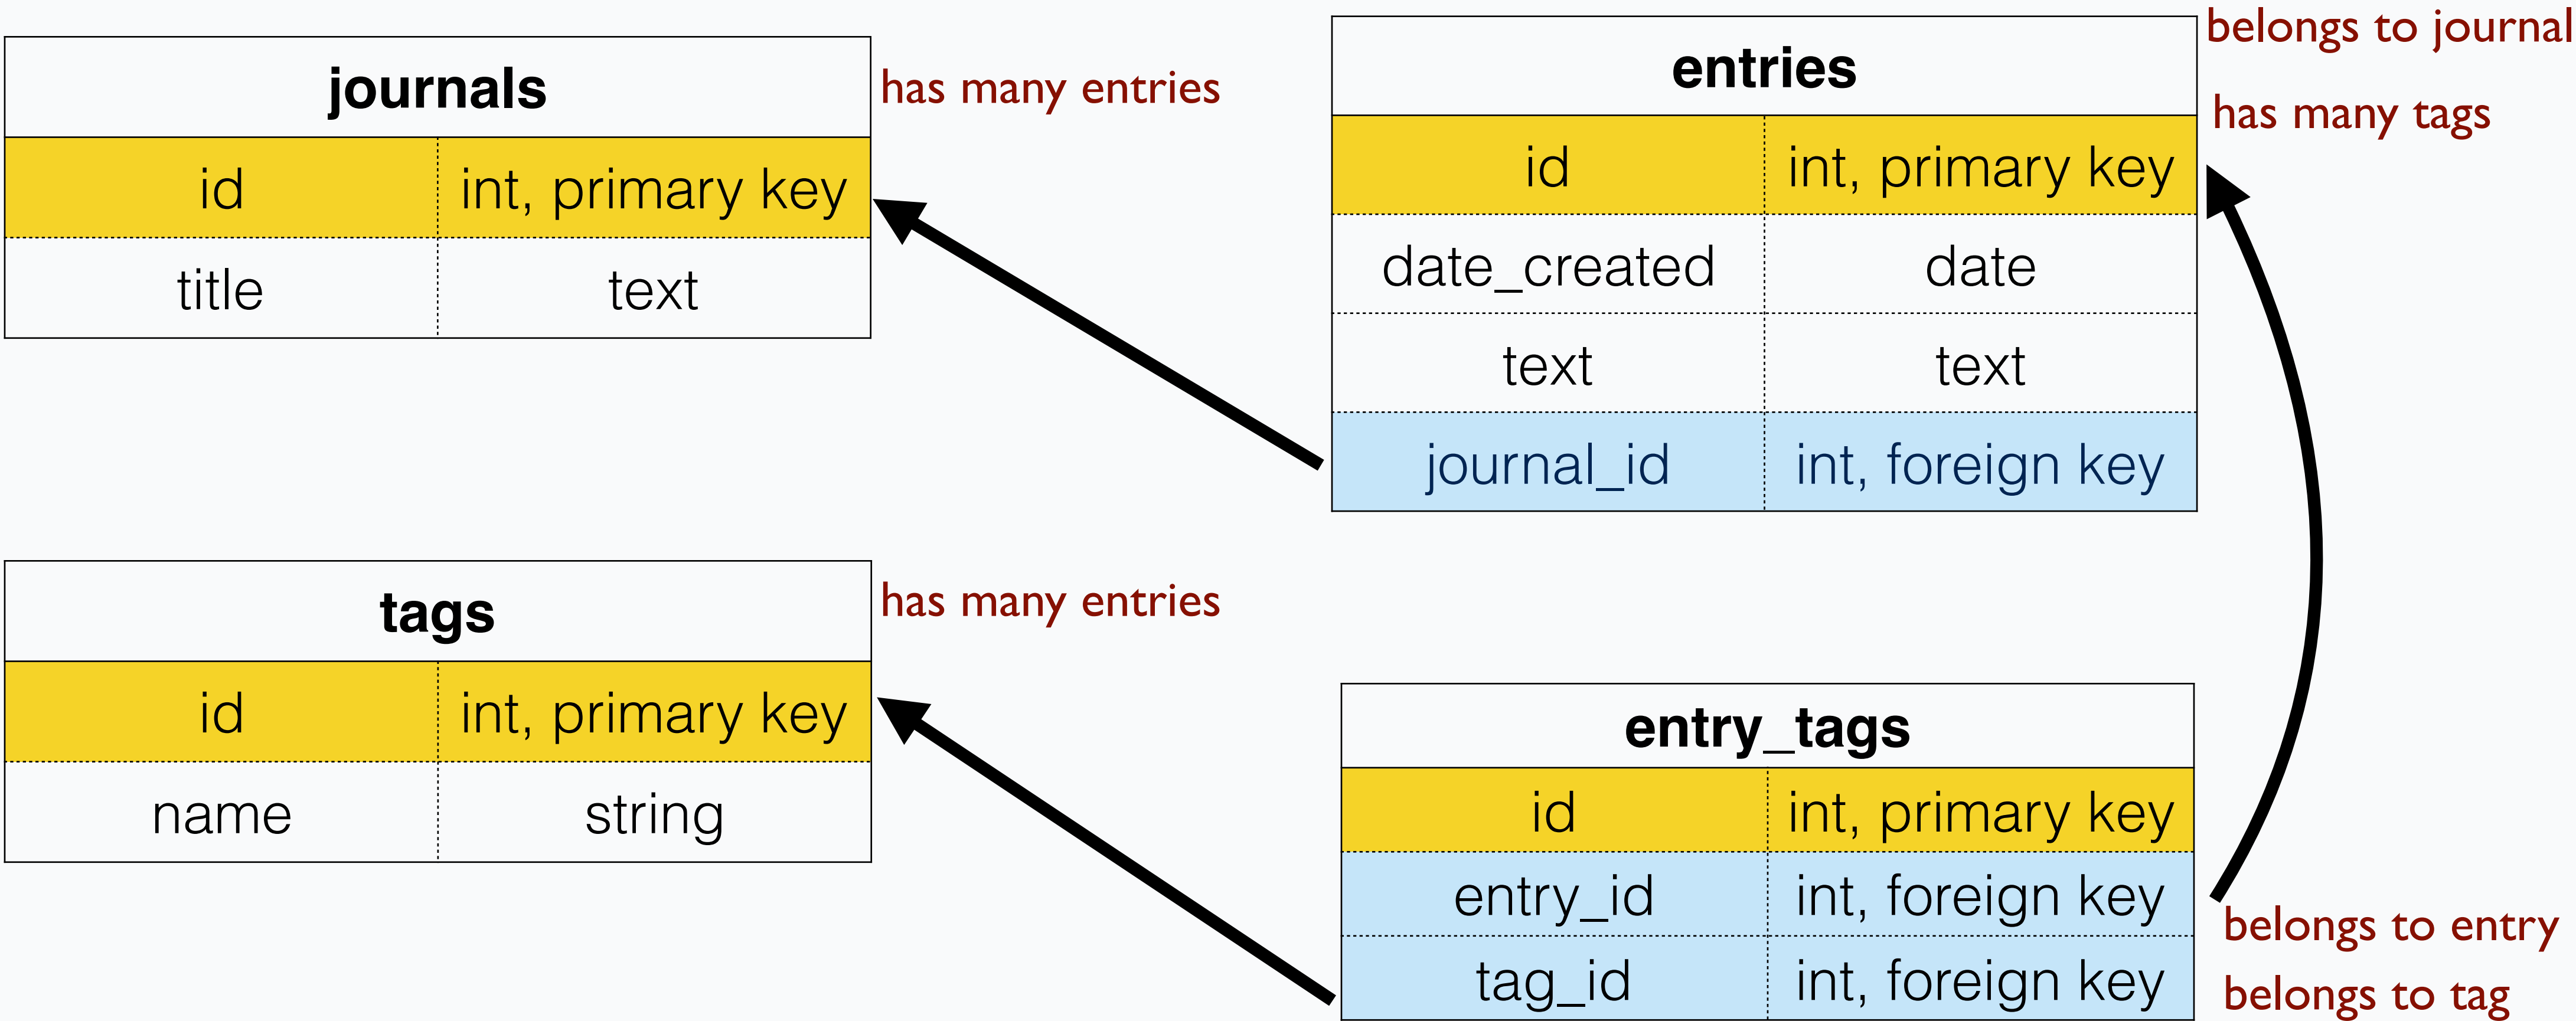 journals
has many entries
id int, primary key
title text
entries
belongs to journal
has many tags
id int, primary key
date_created date
text text
journal_id int, foreign key
tags
has many entries
id int, primary key
name string
entry_tags
id int, primary key
entry_id int, foreign key
tag_id int, foreign key
belongs to entry
belongs to tag